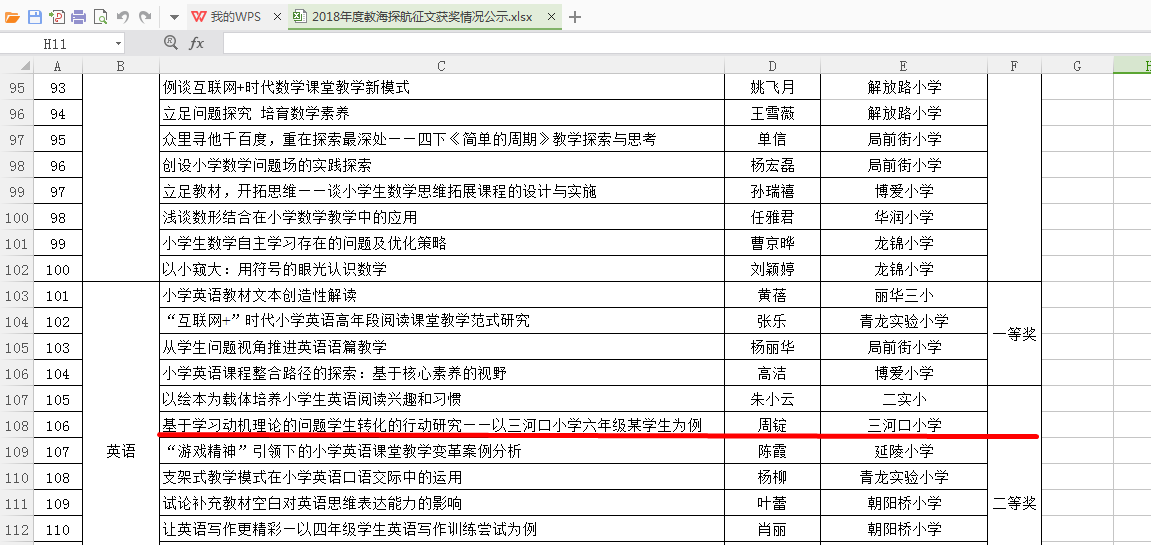 我的WPS × 2018年度教海探航征文获奖情况公示.xlsx × +
H11 fx
A B C D E F G H
95 93 例谈互联网+时代数学课堂教学新模式 姚飞月 解放路小学
96 94 立足问题探究 培育数学素养 王雪薇 解放路小学
97 95 众里寻他千百度，重在探索最深处——四下《简单的周期》教学探索与思考 单信 局前街小学
98 96 创设小学数学问题场的实践探索 杨宏磊 局前街小学
99 97 立足教材，开拓思维——谈小学生数学思维拓展课程的设计与实施 孙瑞禧 博爱小学
100 98 浅谈数形结合在小学数学教学中的应用 任雅君 华润小学
101 99 小学生数学自主学习存在的问题及优化策略 曹京晔 龙锦小学
102 100 以小窥大：用符号的眼光认识数学 刘颖婷 龙锦小学
103 101 小学英语教材文本创造性解读 黄蓓 丽华三小
104 102 “互联网+”时代小学英语高年段阅读课堂教学范式研究 张乐 青龙实验小学
一等奖
105 103 从学生问题视角推进英语语篇教学 杨丽华 局前街小学
106 104 小学英语课程整合路径的探索：基于核心素养的视野 高洁 博爱小学
107 105 以绘本为载体培养小学生英语阅读兴趣和习惯 朱小云 二实小
108 106 基于学习动机理论的问题学生转化的行动研究——以三河口小学六年级某学生为例 周锭 三河口小学
109 107 英语 “游戏精神”引领下的小学英语课堂教学变革案例分析 陈霞 延陵小学
110 108 支架式教学模式在小学英语口语交际中的运用 杨柳 青龙实验小学
111 109 试论补充教材空白对英语思维表达能力的影响 叶蕾 朝阳桥小学 二等奖
112 110 让英语写作更精彩—以四年级学生英语写作训练尝试为例 肖丽 朝阳桥小学